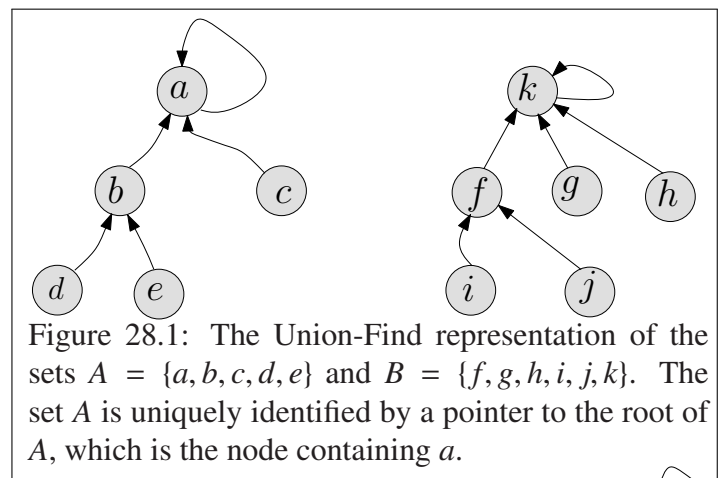 a
k
b
c
f
g
h
d
e
i
j
Figure 28.1: The Union-Find representation of the
sets A = {a, b, c, d, e} and B = {f, g, h, i, j, k}. The
set A is uniquely identified by a pointer to the root of
A, which is the node containing a.